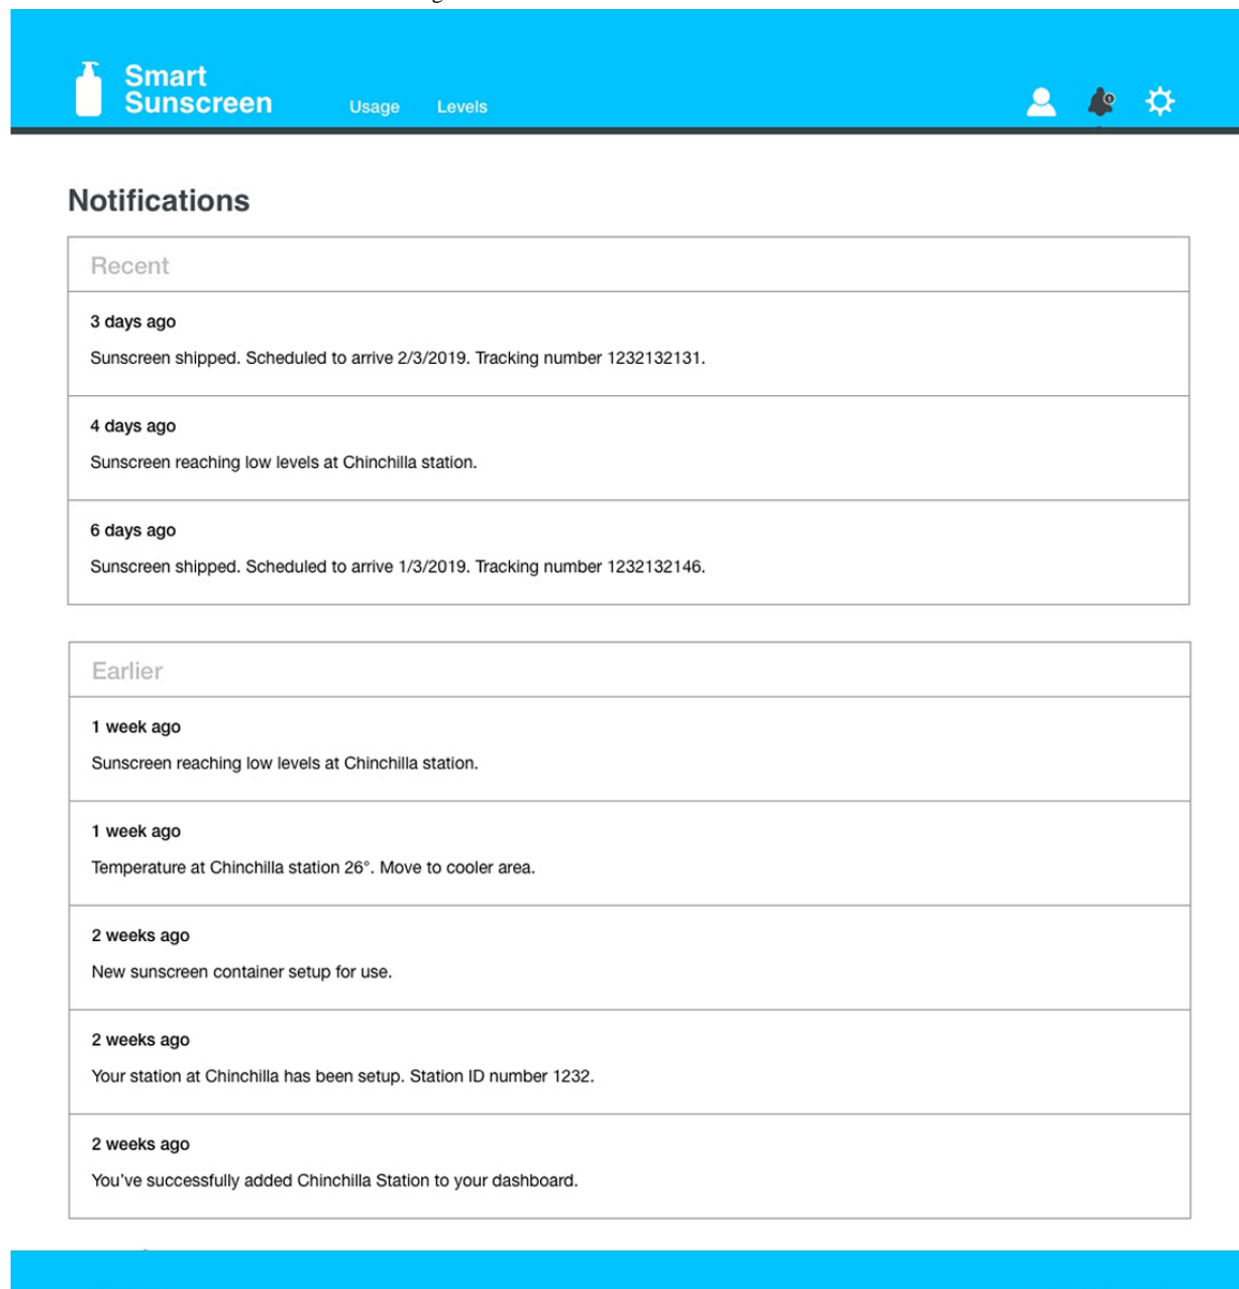 Smart
Sunscreen
Usage Levels
1
Notifications
Recent
3 days ago
Sunscreen shipped. Scheduled to arrive 2/3/2019. Tracking number 1232132131.
4 days ago
Sunscreen reaching low levels at Chinchilla station.
6 days ago
Sunscreen shipped. Scheduled to arrive 1/3/2019. Tracking number 1232132146.
Earlier
1 week ago
Sunscreen reaching low levels at Chinchilla station.
1 week ago
Temperature at Chinchilla station 26°. Move to cooler area.
2 weeks ago
New sunscreen container setup for use.
2 weeks ago
Your station at Chinchilla has been setup. Station ID number 1232.
2 weeks ago
You’ve successfully added Chinchilla Station to your dashboard.